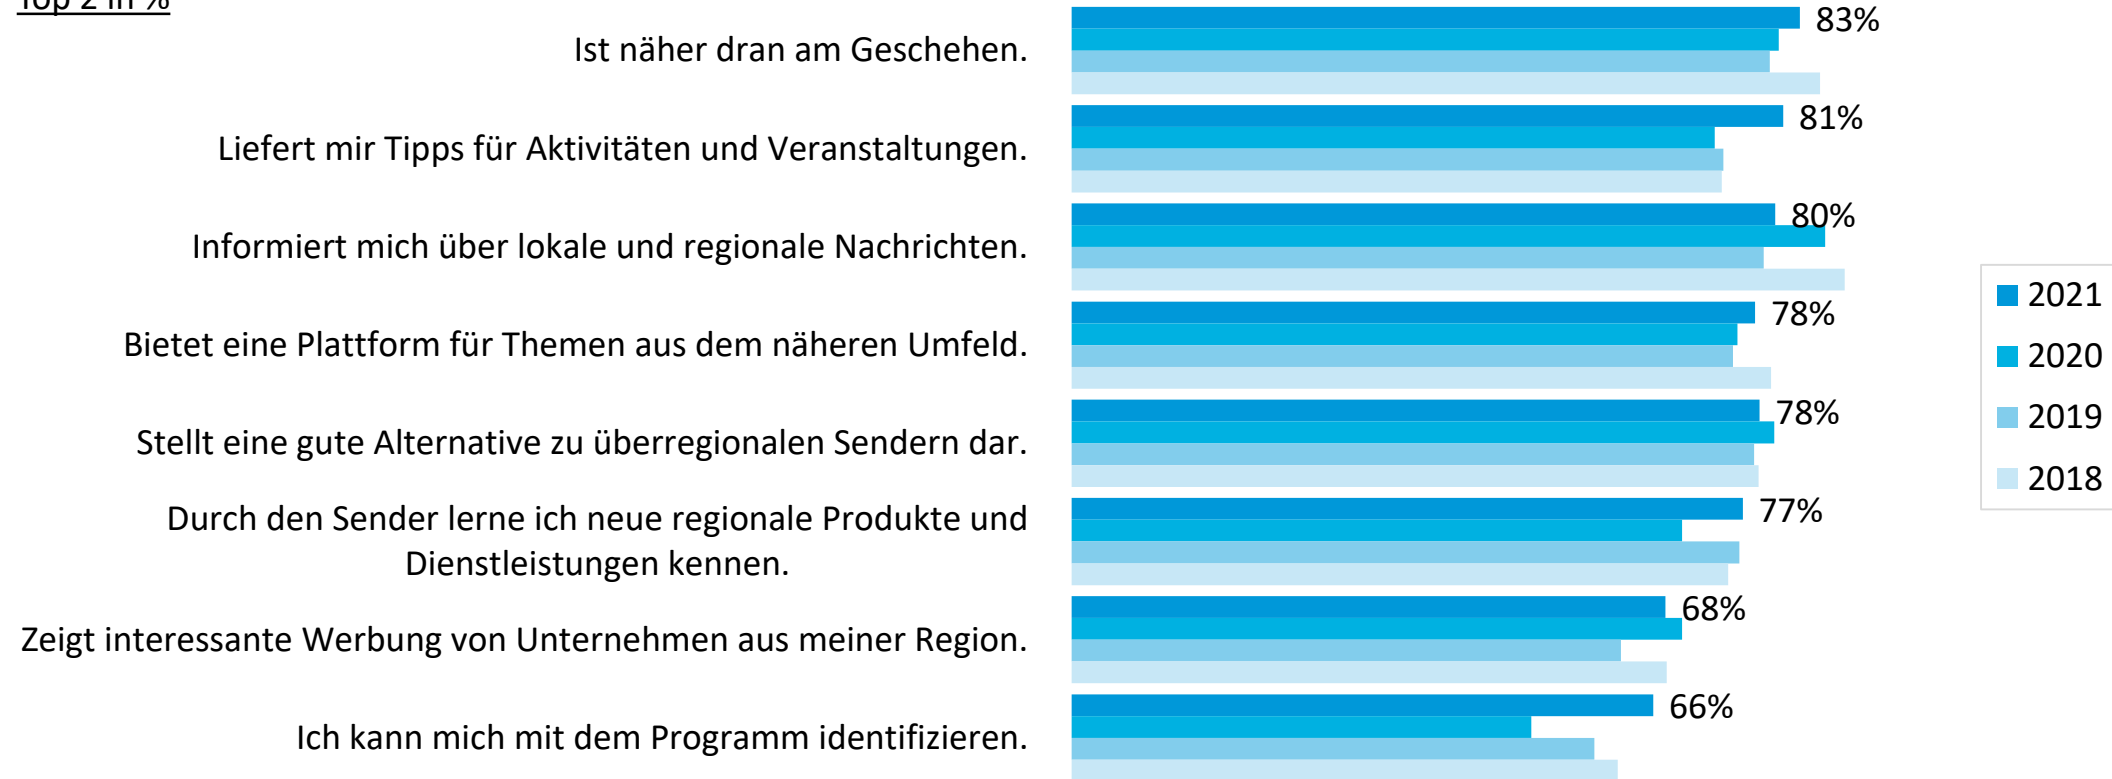 Top 2 in %
Ist näher dran am Geschehen.
83%
Liefert mir Tipps für Aktivitäten und Veranstaltungen.
81%
Informiert mich über lokale und regionale Nachrichten.
80%
Bietet eine Plattform für Themen aus dem näheren Umfeld.
78%
Stellt eine gute Alternative zu überregionalen Sendern dar.
78%
Durch den Sender lerne ich neue regionale Produkte und
Dienstleistungen kennen.
77%
Zeigt interessante Werbung von Unternehmen aus meiner Region.
68%
Ich kann mich mit dem Programm identifizieren.
66%
2021
2020
2019
2018